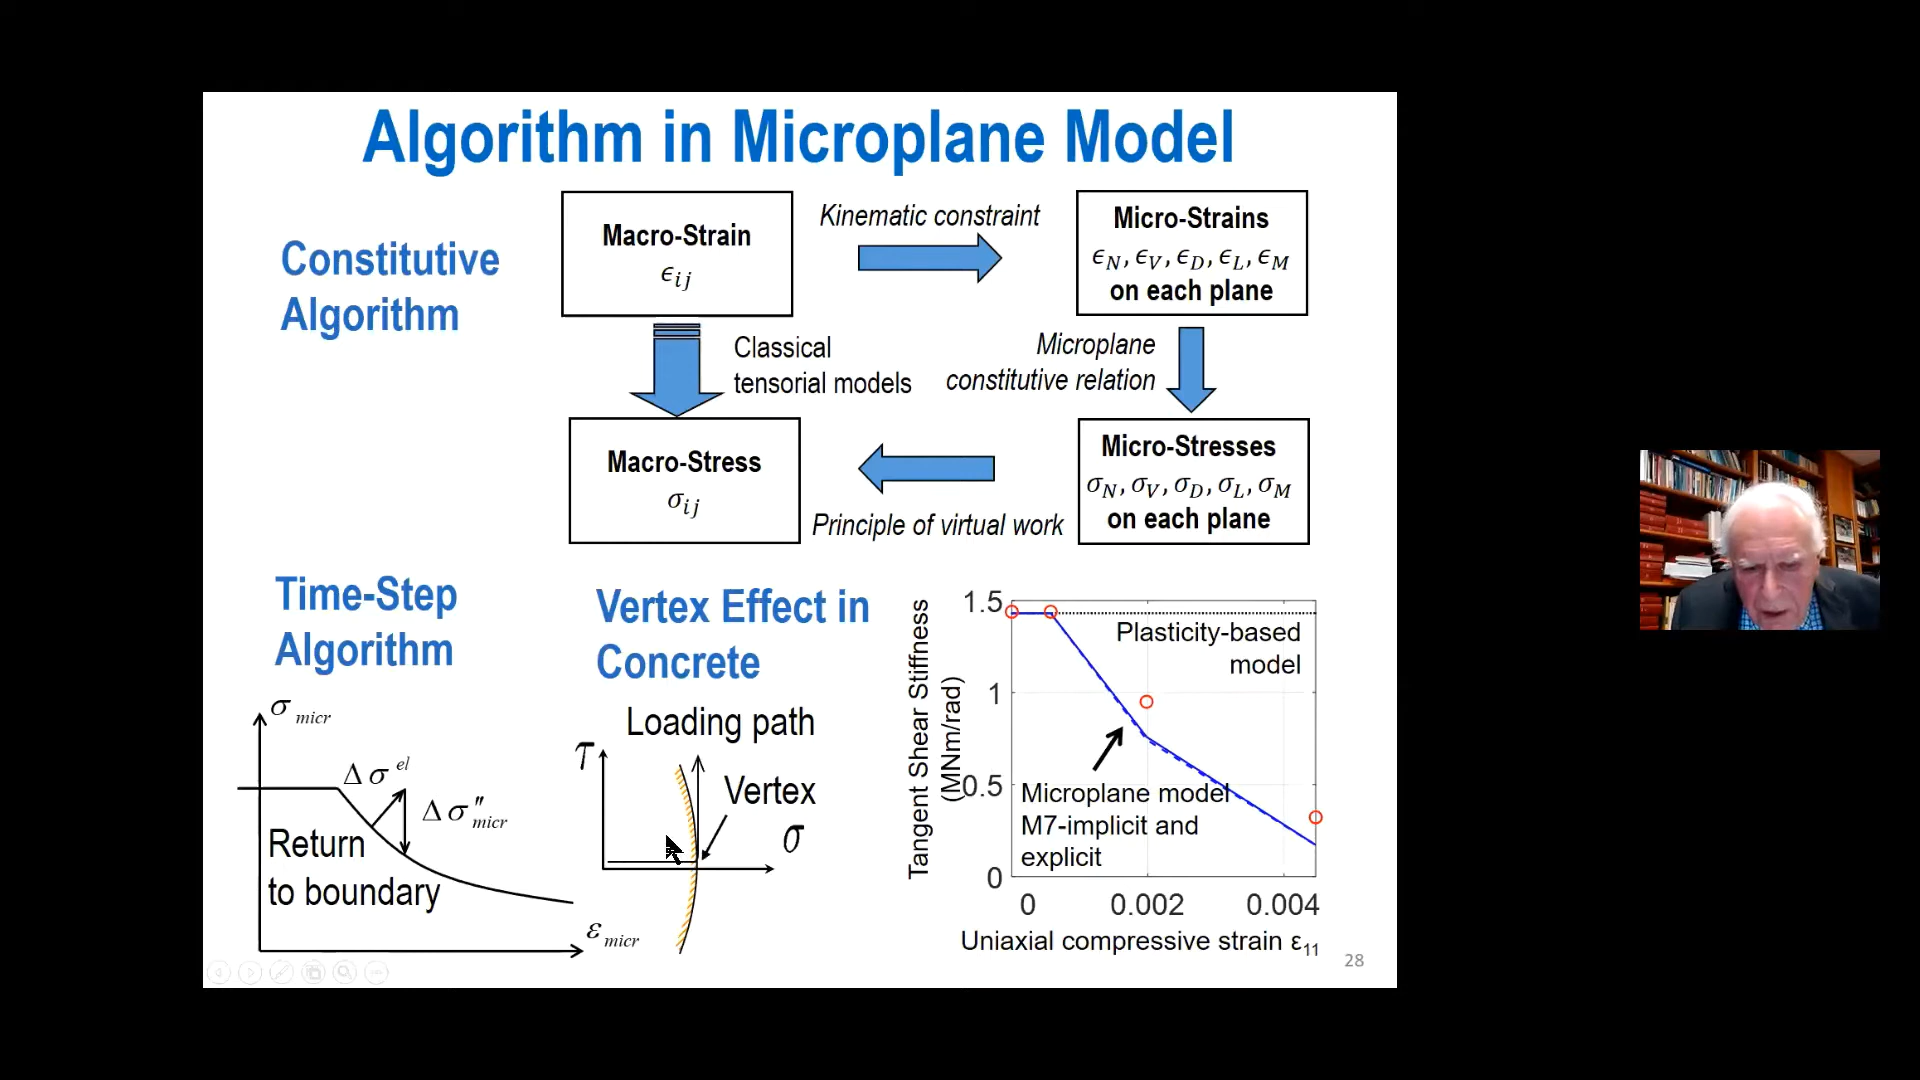 Algorithm in Microplane Model
Constitutive
Algorithm
Macro-Strain
ϵij
Kinematic constraint
Micro-Strains
ϵN, ϵV, ϵD, ϵL, ϵM
on each plane
Classical
tensorial models
Microplane
constitutive relation
Macro-Stress
σij
Principle of virtual work
Micro-Stresses
σN, σV, σD, σL, σM
on each plane
Time-Step
Algorithm
σ micr
Δσ el
Δσ″micr
Return
to boundary
ε micr
Vertex Effect in
Concrete
Loading path
τ
Vertex
σ
Tangent Shear Stiffness
(MNm/rad)
1.5
1
0.5
0
Plasticity-based
model
Microplane model
M7-implicit and
explicit
0 0.002 0.004
Uniaxial compressive strain ε11
28